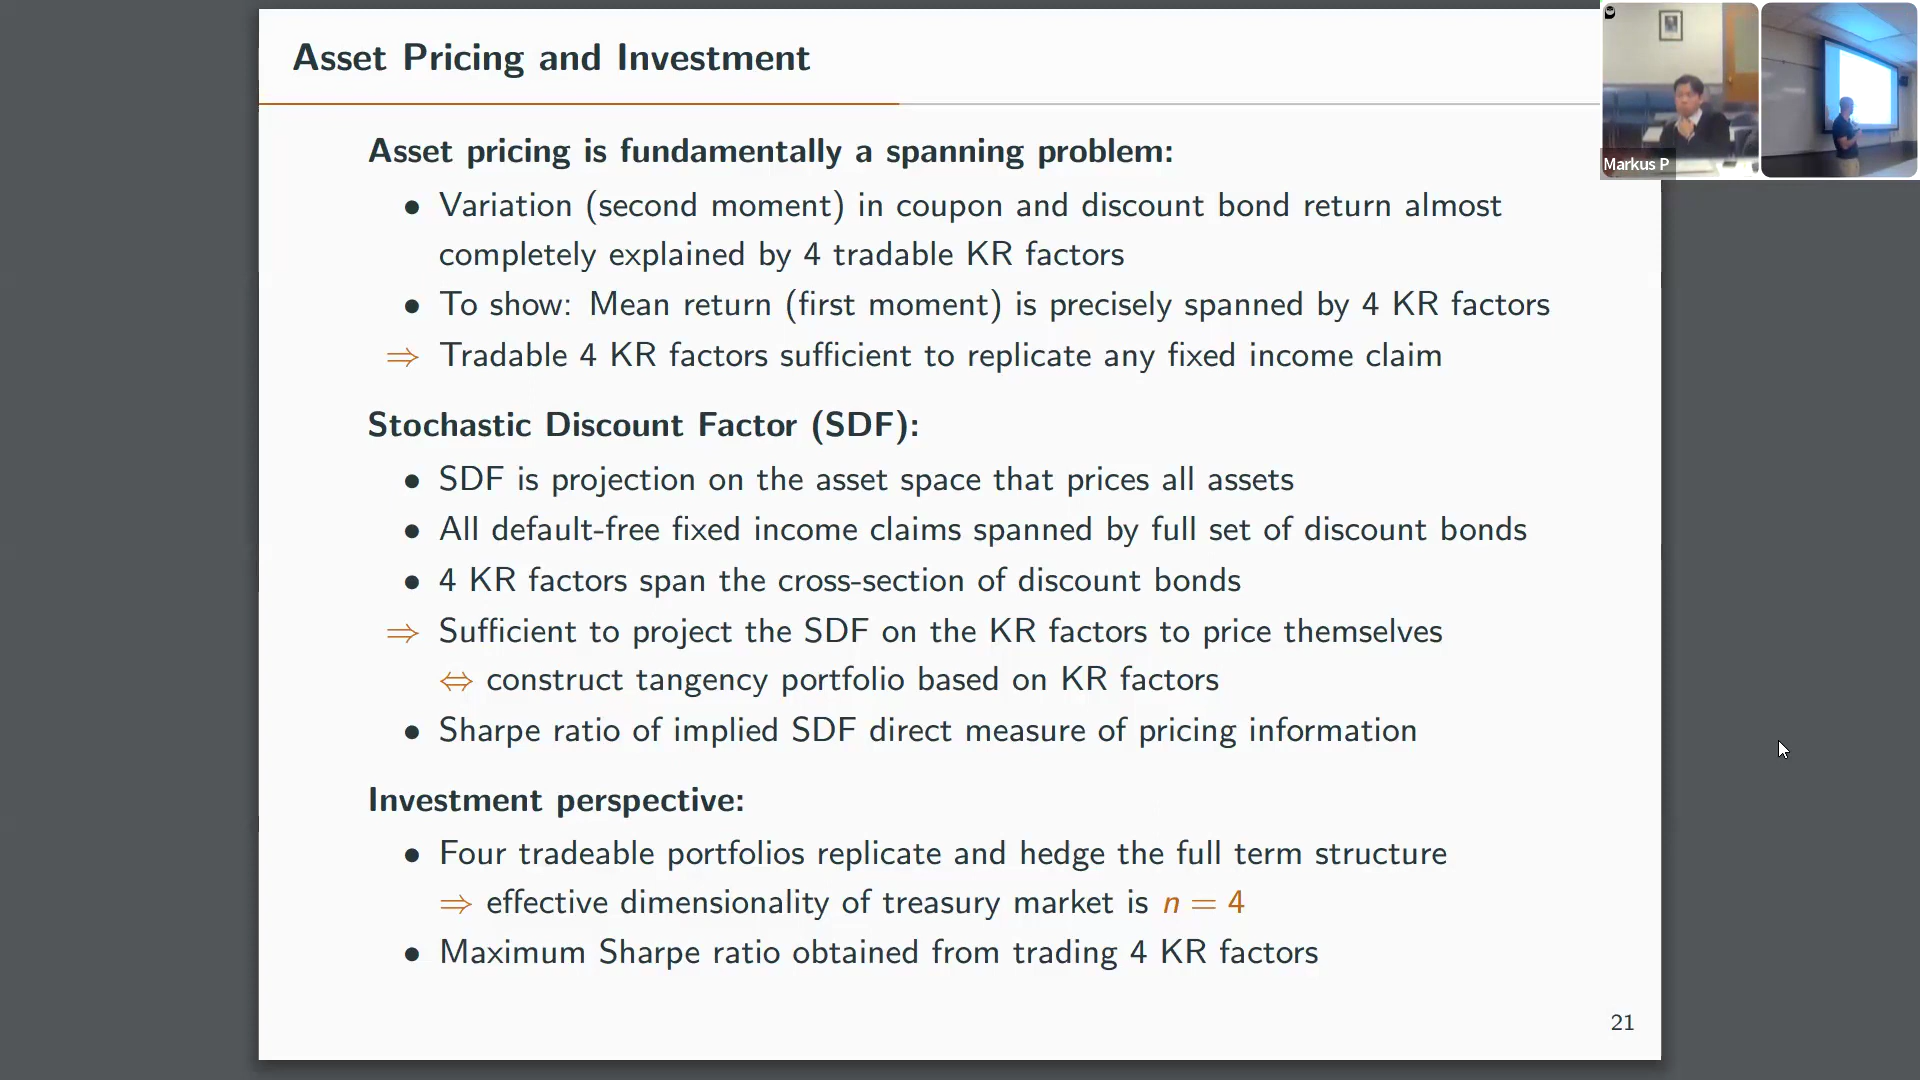 Asset Pricing and Investment
Markus P
Asset pricing is fundamentally a spanning problem:
• Variation (second moment) in coupon and discount bond return almost
completely explained by 4 tradable KR factors
• To show: Mean return (first moment) is precisely spanned by 4 KR factors
⇒ Tradable 4 KR factors sufficient to replicate any fixed income claim
Stochastic Discount Factor (SDF):
• SDF is projection on the asset space that prices all assets
• All default-free fixed income claims spanned by full set of discount bonds
• 4 KR factors span the cross-section of discount bonds
⇒ Sufficient to project the SDF on the KR factors to price themselves
⇔ construct tangency portfolio based on KR factors
• Sharpe ratio of implied SDF direct measure of pricing information
Investment perspective:
• Four tradeable portfolios replicate and hedge the full term structure
⇒ effective dimensionality of treasury market is n = 4
• Maximum Sharpe ratio obtained from trading 4 KR factors
21